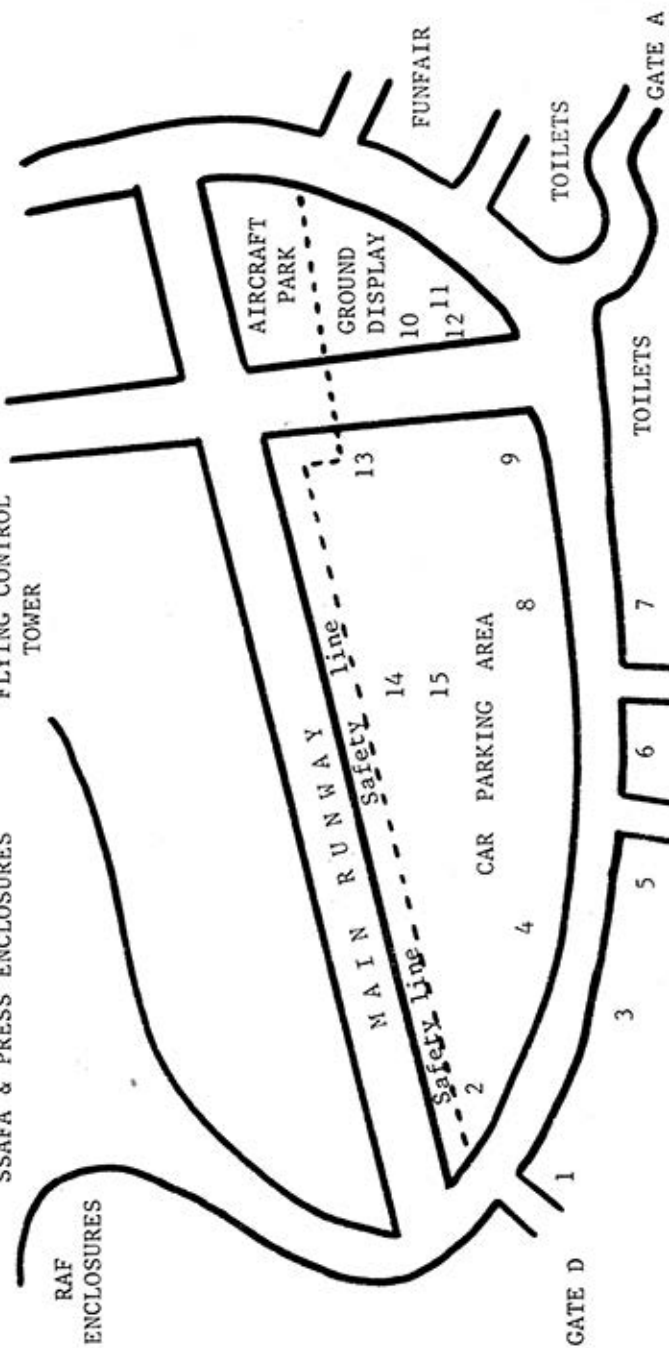 SSAFA & PRESS ENCLOSURES
FLYING CONTROL
TOWER
RAF
ENCLOSURES
MAIN RUNWAY
Safety line
Safety line
AIRCRAFT
PARK
GROUND
DISPLAY
FUNFAIR
10
11
12
13
14
15
2
4
CAR PARKING AREA
8
9
TOILETS
GATE A
GATE D
1
3
5
6
7
TOILETS